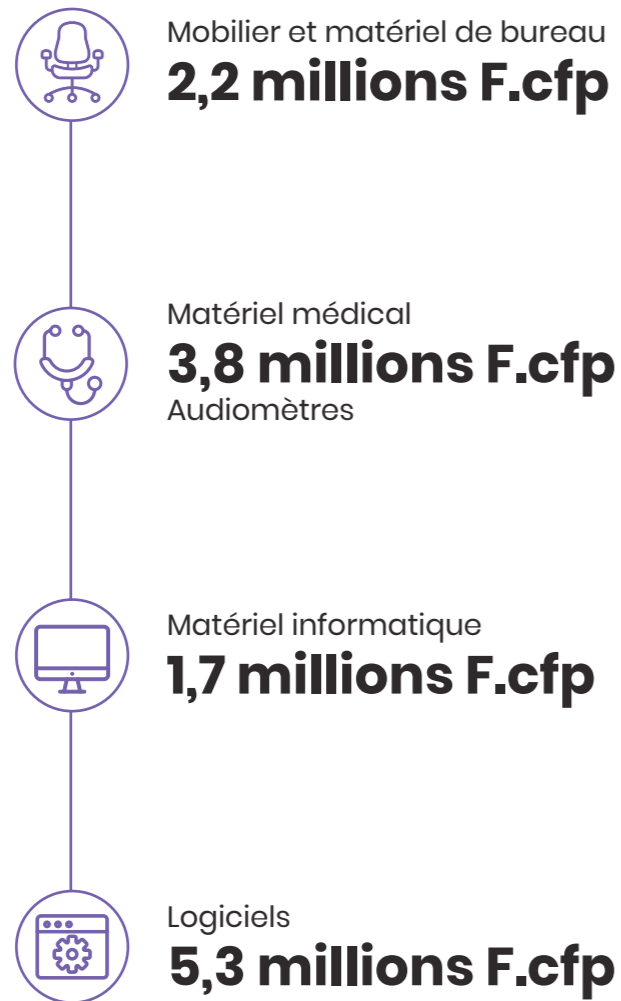 Mobilier et matériel de bureau
2,2 millions F.cfp
Matériel médical
3,8 millions F.cfp
Audiomètres
Matériel informatique
1,7 millions F.cfp
Logiciels
5,3 millions F.cfp